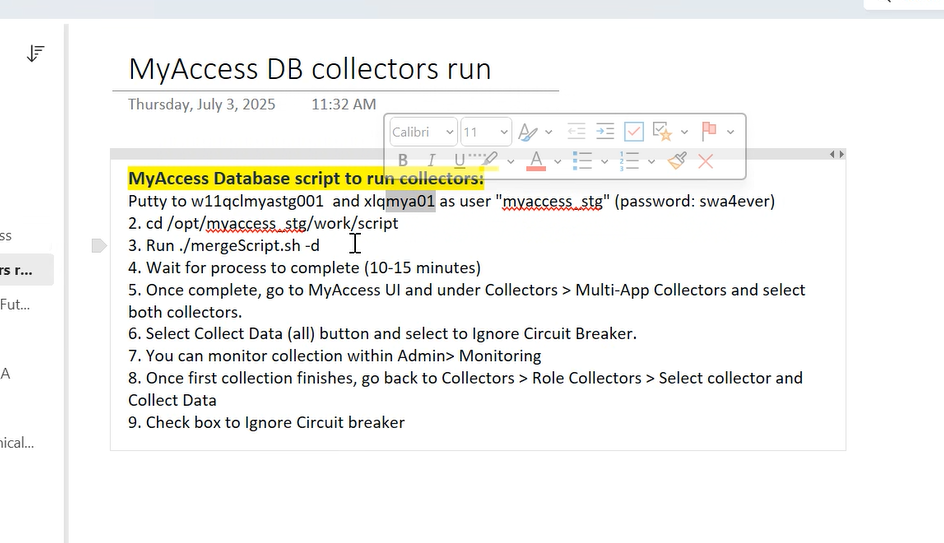 MyAccess DB collectors run
Thursday, July 3, 2025 11:32 AM
Calibri 11
B I U A
MyAccess Database script to run collectors:
Putty to w11qclmyastg001 and xlqmya01 as user "myaccess_stg" (password: swa4ever)
2. cd /opt/myaccess_stg/work/script
ss
3. Run ./mergeScript.sh -d
4. Wait for process to complete (10-15 minutes)
rs r...
5. Once complete, go to MyAccess UI and under Collectors > Multi-App Collectors and select
Fut...
both collectors.
6. Select Collect Data (all) button and select to Ignore Circuit Breaker.
7. You can monitor collection within Admin> Monitoring
A
8. Once first collection finishes, go back to Collectors > Role Collectors > Select collector and
Collect Data
9. Check box to Ignore Circuit breaker
nical...